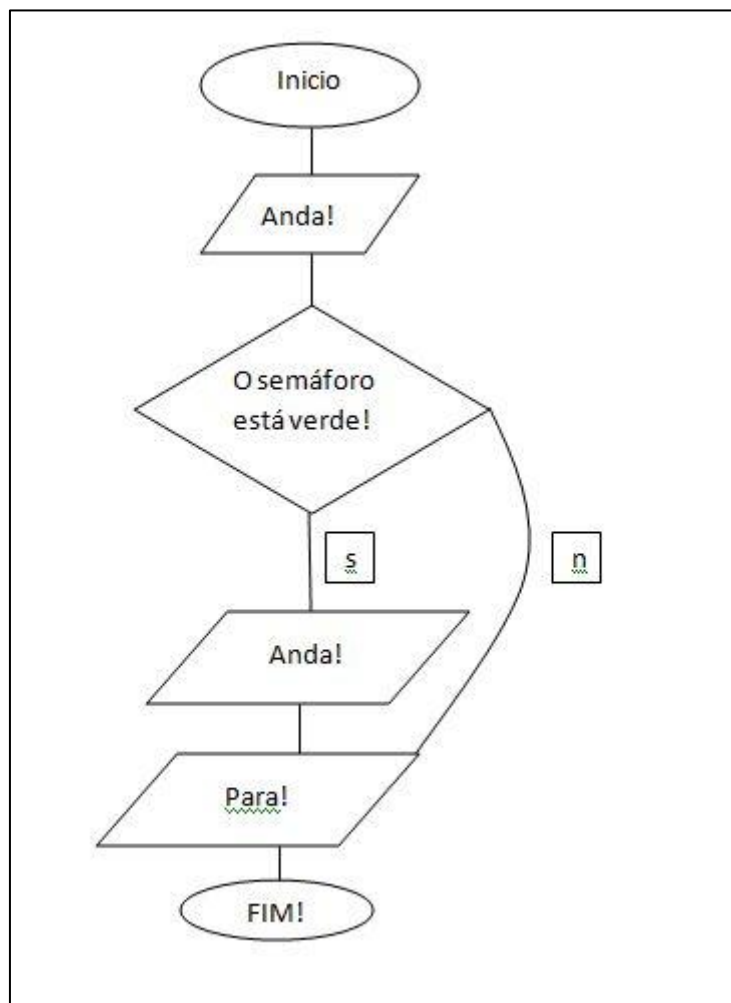 Inicio
Anda!
O semáforo
está verde!
s
n
Anda!
Para!
FIM!